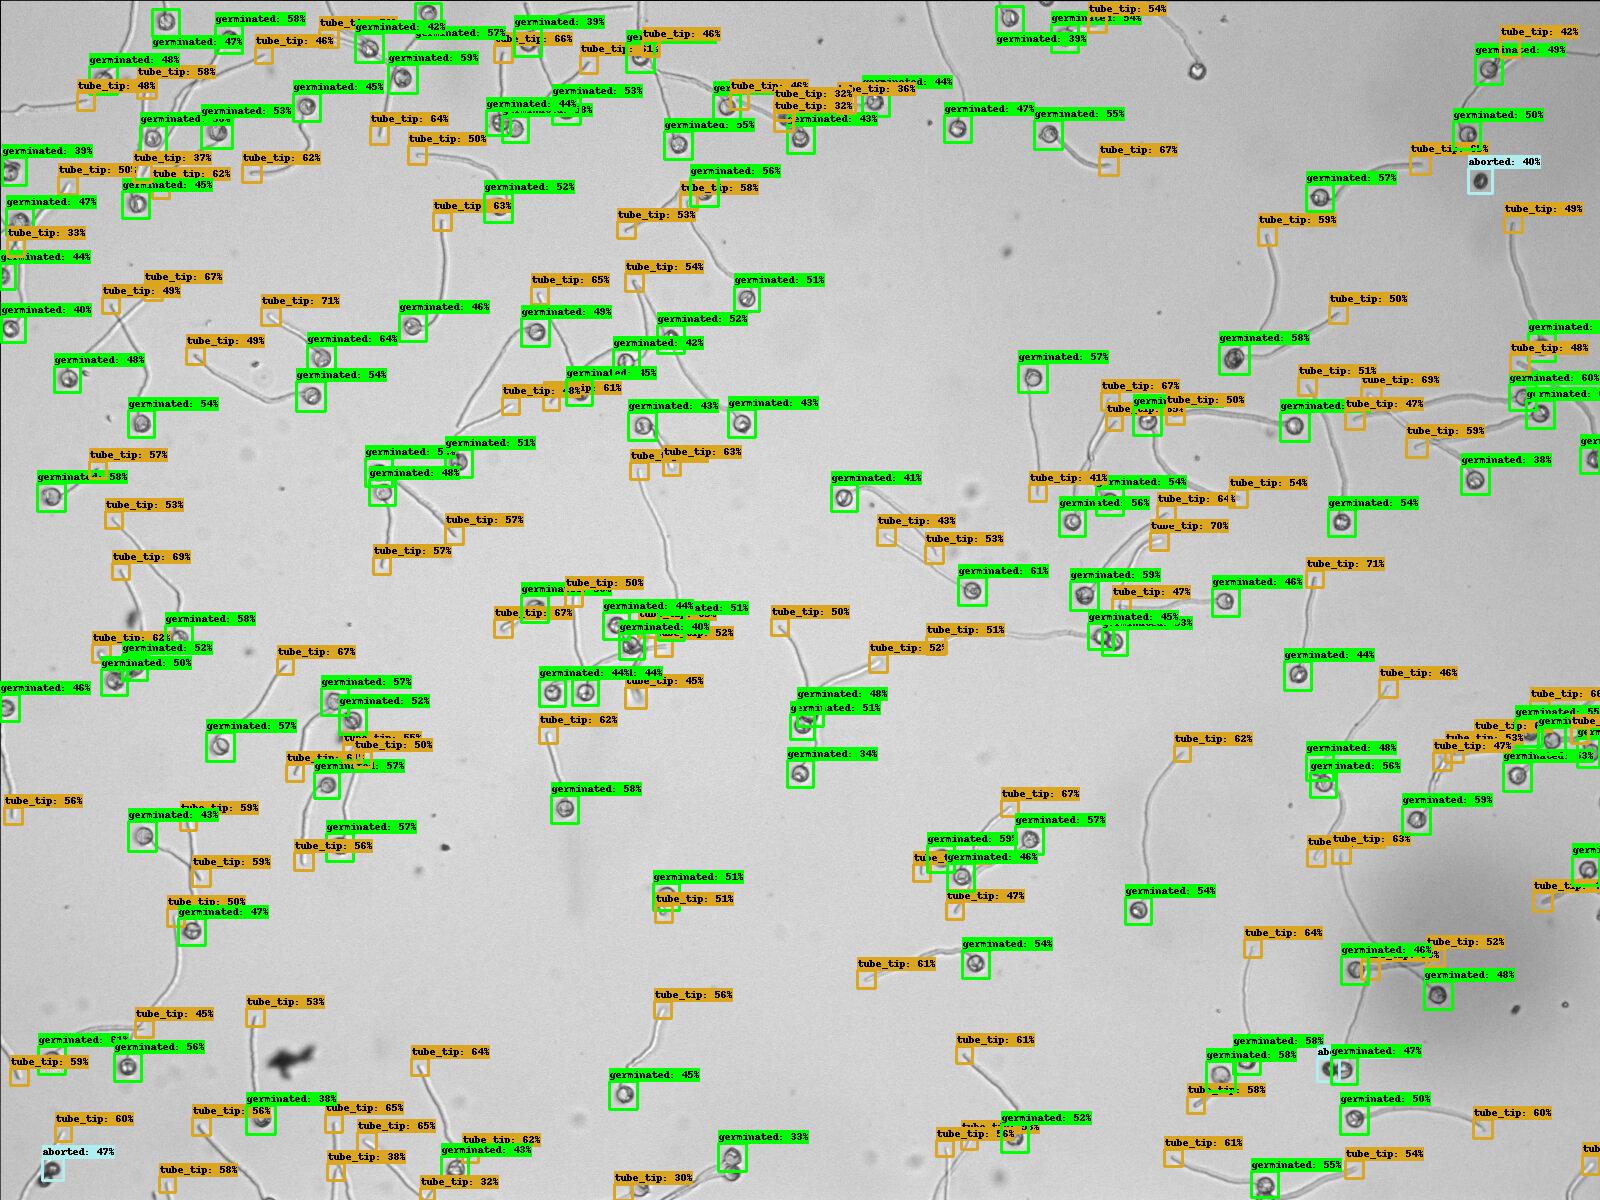 tube_tip: 54%
germinated: 58%
germinated: 39%
germinated: 42%
tube_tip: 42%
tube_tip: 46%
germinated: 57%
tube_tip: 66%
germinated: 39%
germinated: 47%
tube_tip: 46%
germinated: 49%
germinated: 48%
germinated: 59%
tube_tip: 58%
tube_tip: 48%
germinated: 45%
germinated: 53%
germinated: 44%
tube_tip: 32%
tube_tip: 32%
germinated: 53%
germinated: 44%
germinated: 47%
germinated: 55%
germinated: 50%
tube_tip: 64%
germinated: 43%
tube_tip: 50%
germinated: 39%
tube_tip: 37%
tube_tip: 62%
tube_tip: 67%
aborted: 40%
tube_tip: 62%
germinated: 56%
germinated: 57%
germinated: 45%
germinated: 52%
tube_tip: 58%
germinated: 47%
tube_tip: 63%
tube_tip: 53%
tube_tip: 59%
tube_tip: 49%
tube_tip: 33%
germinated: 44%
tube_tip: 67%
tube_tip: 65%
tube_tip: 54%
germinated: 51%
tube_tip: 49%
tube_tip: 71%
germinated: 46%
germinated: 49%
germinated: 52%
tube_tip: 50%
germinated: 40%
tube_tip: 49%
germinated: 64%
germinated: 42%
germinated: 58%
tube_tip: 48%
germinated: 48%
germinated: 54%
germinated: 57%
tube_tip: 51%
tube_tip: 69%
germinated: 60%
tube_tip: 67%
tube_tip: 50%
germinated: 54%
germinated: 43%
germinated: 43%
tube_tip: 47%
tube_tip: 59%
germinated: 51%
tube_tip: 57%
tube_tip: 63%
germinated: 38%
germinated: 58%
germinated: 48%
germinated: 41%
tube_tip: 41%
germinated: 54%
tube_tip: 54%
tube_tip: 53%
germinated: 56%
tube_tip: 64%
germinated: 54%
tube_tip: 57%
tube_tip: 43%
tube_tip: 70%
tube_tip: 69%
tube_tip: 57%
tube_tip: 53%
germinated: 61%
germinated: 59%
germinated: 46%
tube_tip: 71%
tube_tip: 50%
tube_tip: 47%
tube_tip: 67%
germinated: 44%
germinated: 51%
tube_tip: 50%
germinated: 45%
germinated: 58%
germinated: 40%
tube_tip: 52%
tube_tip: 51%
tube_tip: 62%
germinated: 52%
tube_tip: 67%
tube_tip: 52%
germinated: 44%
germinated: 50%
germinated: 44%
tube_tip: 45%
tube_tip: 46%
germinated: 46%
germinated: 57%
germinated: 52%
germinated: 48%
germinated: 51%
germinated: 57%
tube_tip: 62%
tube_tip: 62%
tube_tip: 50%
germinated: 48%
tube_tip: 47%
germinated: 57%
germinated: 34%
germinated: 56%
germinated: 58%
tube_tip: 56%
tube_tip: 59%
tube_tip: 67%
germinated: 59%
germinated: 43%
germinated: 57%
germinated: 57%
tube_tip: 56%
germinated: 59%
germinated: 46%
tube_tip: 63%
tube_tip: 59%
germinated: 51%
germinated: 54%
tube_tip: 50%
germinated: 47%
tube_tip: 51%
tube_tip: 47%
tube_tip: 64%
germinated: 54%
germinated: 46%
tube_tip: 52%
tube_tip: 61%
germinated: 48%
tube_tip: 53%
tube_tip: 56%
tube_tip: 45%
germinated: 56%
tube_tip: 64%
tube_tip: 61%
germinated: 58%
germinated: 58%
germinated: 47%
tube_tip: 59%
germinated: 45%
tube_tip: 58%
germinated: 38%
germinated: 50%
tube_tip: 60%
tube_tip: 56%
tube_tip: 65%
tube_tip: 65%
germinated: 52%
tube_tip: 60%
aborted: 47%
tube_tip: 62%
germinated: 43%
germinated: 33%
tube_tip: 61%
tube_tip: 58%
tube_tip: 38%
tube_tip: 54%
germinated: 55%
tube_tip: 32%
tube_tip: 30%